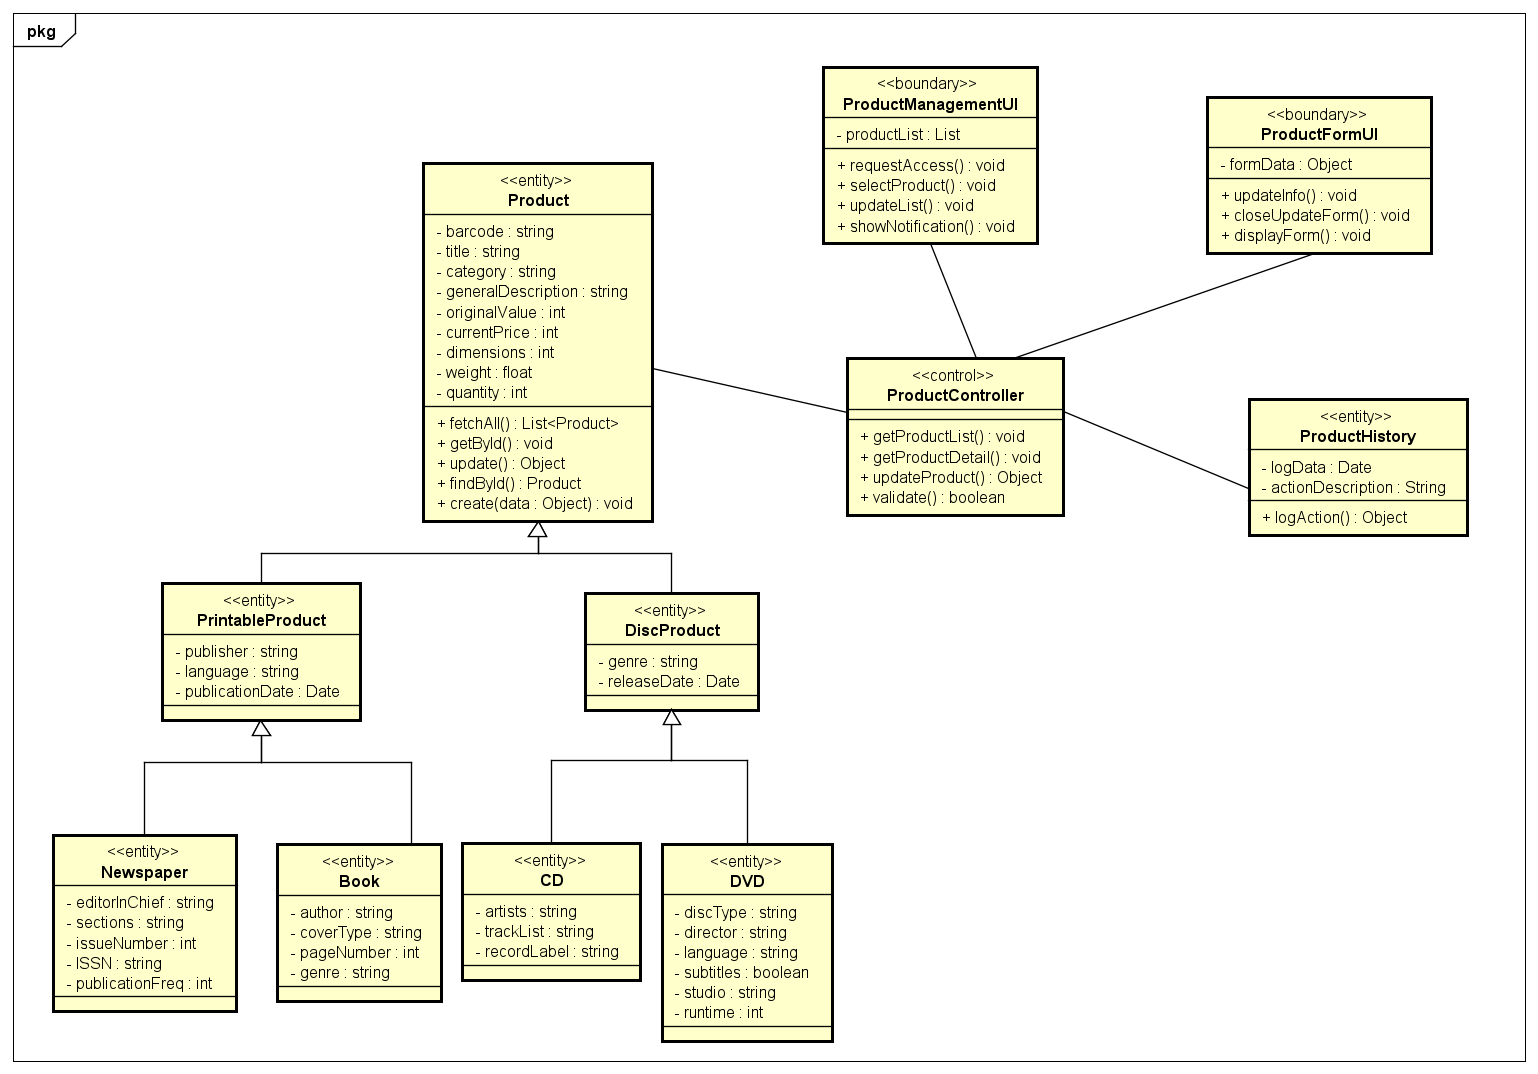 pkg
<<boundary>>
ProductManagementUI
- productList : List
+ requestAccess() : void
+ selectProduct() : void
+ updateList() : void
+ showNotification() : void
<<boundary>>
ProductFormUI
- formData : Object
+ updateInfo() : void
+ closeUpdateForm() : void
+ displayForm() : void
<<entity>>
Product
- barcode : string
- title : string
- category : string
- generalDescription : string
- originalValue : int
- currentPrice : int
- dimensions : int
- weight : float
- quantity : int
+ fetchAll() : List<Product>
+ getById() : void
+ update() : Object
+ findById() : Product
+ create(data : Object) : void
<<control>>
ProductController
+ getProductList() : void
+ getProductDetail() : void
+ updateProduct() : Object
+ validate() : boolean
<<entity>>
ProductHistory
- logData : Date
- actionDescription : String
+ logAction() : Object
<<entity>>
PrintableProduct
- publisher : string
- language : string
- publicationDate : Date
<<entity>>
DiscProduct
- genre : string
- releaseDate : Date
<<entity>>
Newspaper
- editorInChief : string
- sections : string
- issueNumber : int
- ISSN : string
- publicationFreq : int
<<entity>>
Book
- author : string
- coverType : string
- pageNumber : int
- genre : string
<<entity>>
CD
- artists : string
- trackList : string
- recordLabel : string
<<entity>>
DVD
- discType : string
- director : string
- language : string
- subtitles : boolean
- studio : string
- runtime : int